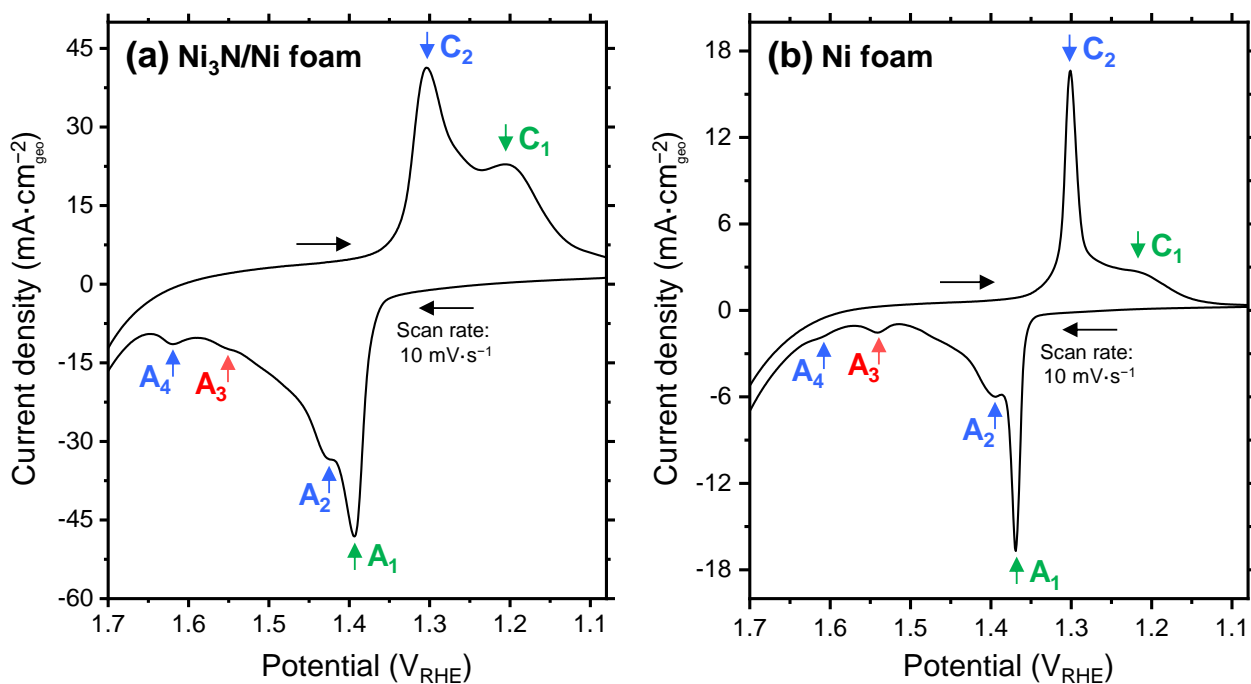 (a) Ni₃N/Ni foam
C₂
C₁
Scan rate:
10 mV·s⁻¹
A₄
A₃
A₂
A₁
45
30
15
0
-15
-30
-45
-60
1.7
1.6
1.5
1.4
1.3
1.2
1.1
Current density (mA·cm⁻²geo)
Potential (V_RHE)
(b) Ni foam
C₂
C₁
Scan rate:
10 mV·s⁻¹
A₄
A₃
A₂
A₁
18
12
6
0
-6
-12
-18
1.7
1.6
1.5
1.4
1.3
1.2
1.1
Current density (mA·cm⁻²geo)
Potential (V_RHE)